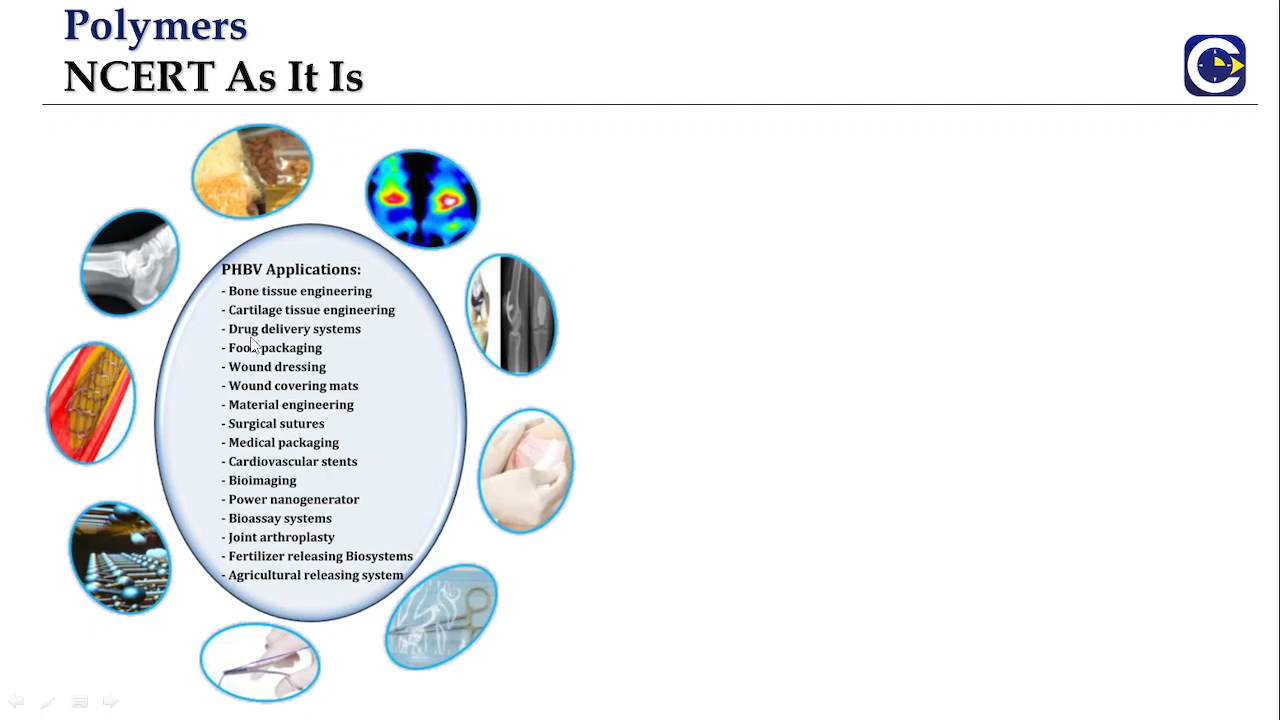 Polymers
NCERT As It Is
PHBV Applications:
- Bone tissue engineering
- Cartilage tissue engineering
- Drug delivery systems
- Food packaging
- Wound dressing
- Wound covering mats
- Material engineering
- Surgical sutures
- Medical packaging
- Cardiovascular stents
- Bioimaging
- Power nanogenerator
- Bioassay systems
- Joint arthroplasty
- Fertilizer releasing Biosystems
- Agricultural releasing system